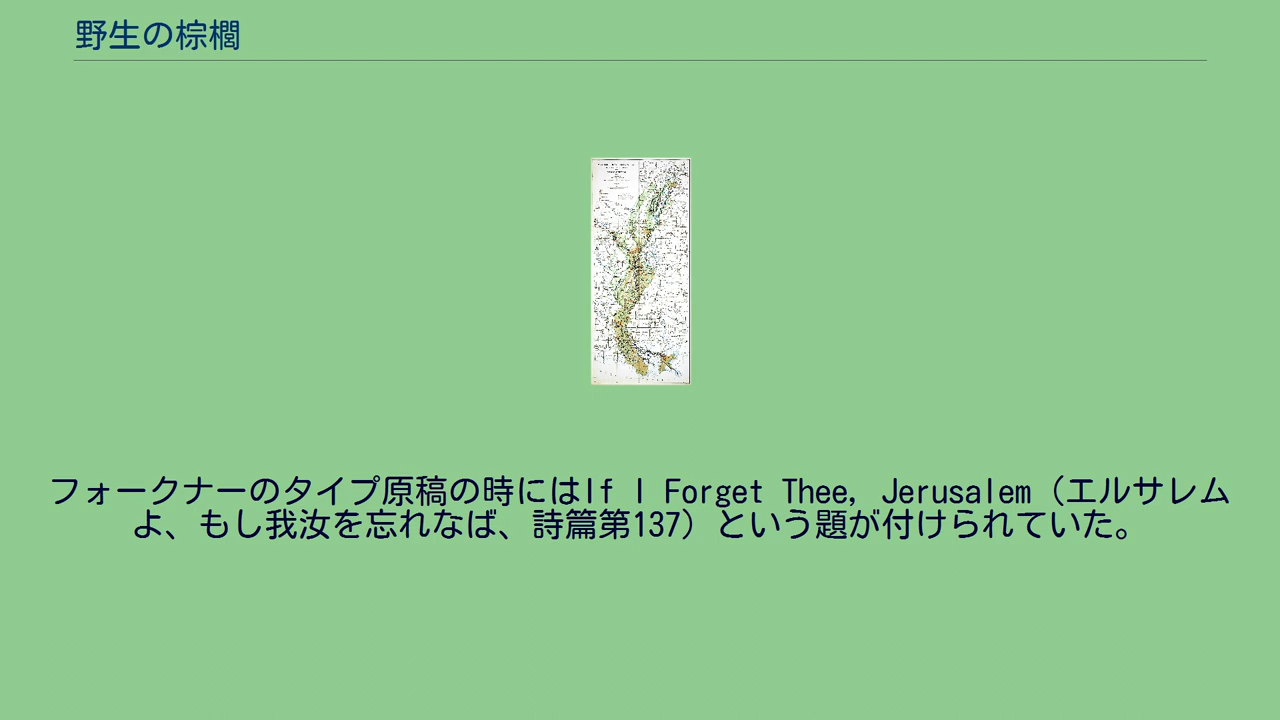 野生の棕櫚
フォークナーのタイプ原稿の時にはIf I Forget Thee, Jerusalem（エルサレム
よ、もし我汝を忘れなば、詩篇第137）という題が付けられていた。